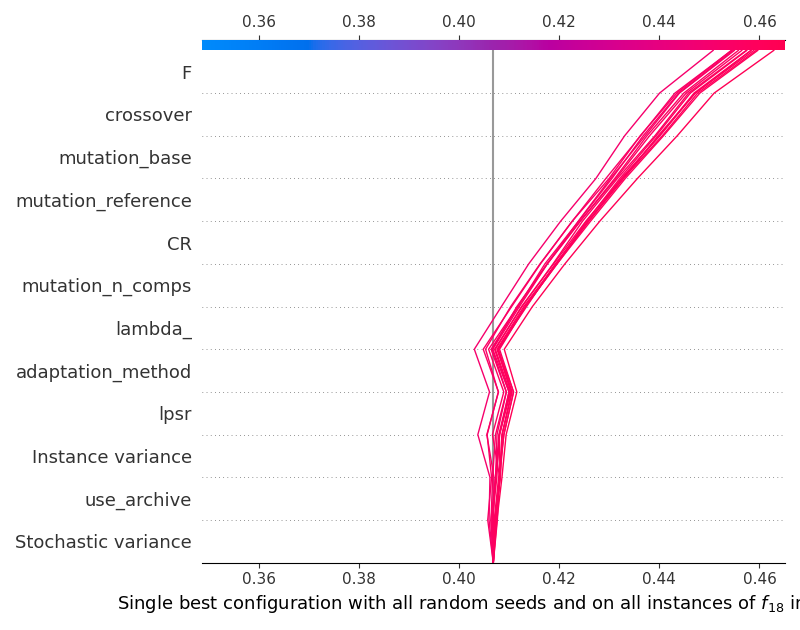 0.36 0.38 0.40 0.42 0.44 0.46
F
crossover
mutation_base
mutation_reference
CR
mutation_n_comps
lambda_
adaptation_method
lpsr
Instance variance
use_archive
Stochastic variance
0.36 0.38 0.40 0.42 0.44 0.46
Single best configuration with all random seeds and on all instances of f₁₈ i